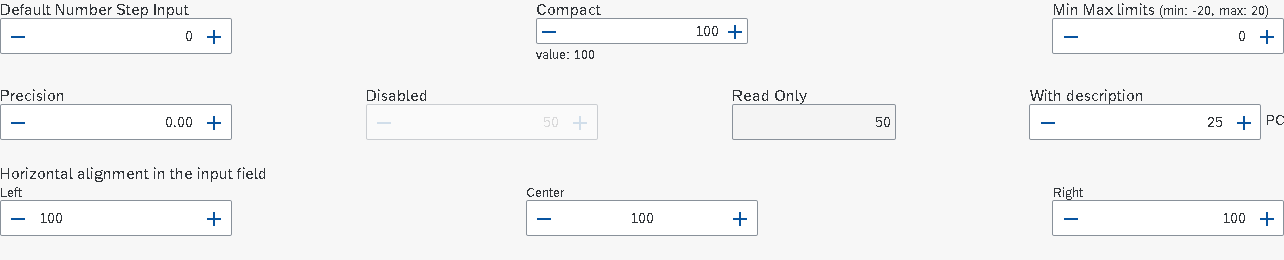 Default Number Step Input
Compact
Min Max limits (min: -20, max: 20)
0
100
0
value: 100
Precision
Disabled
Read Only
With description
0.00
50
50
25
PC
Horizontal alignment in the input field
Left
Center
Right
100
100
100